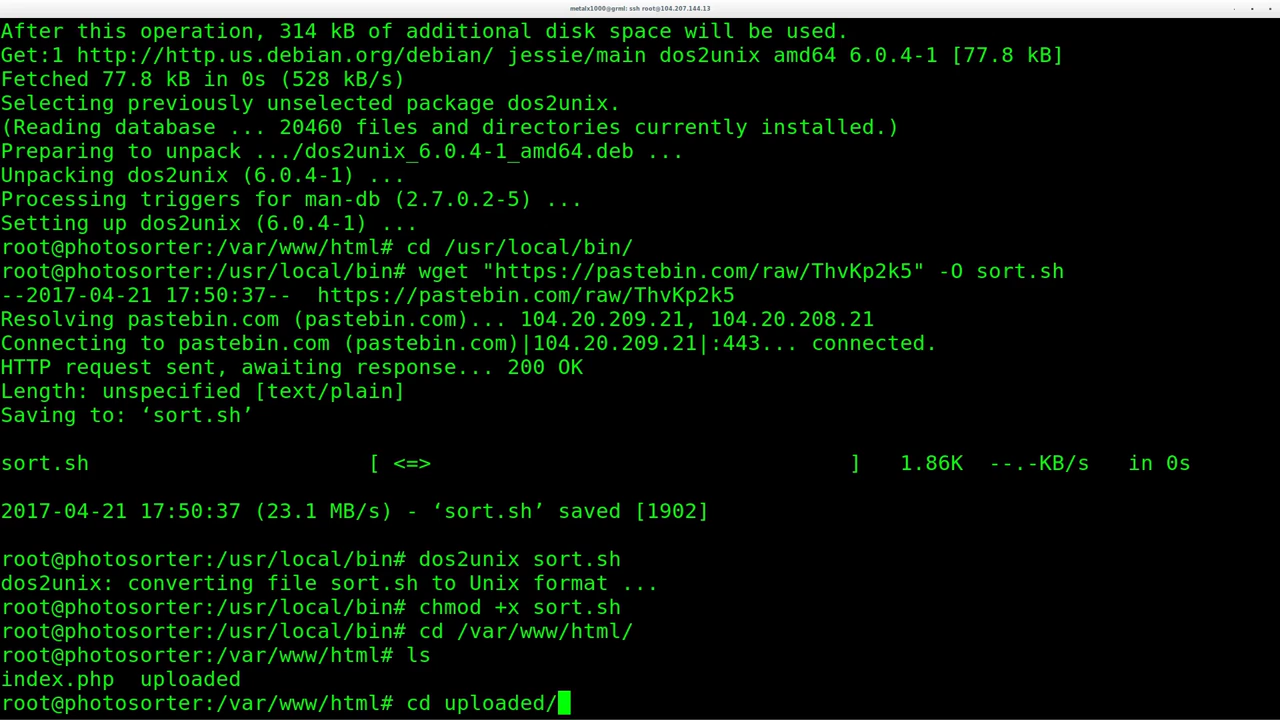 metalx1000@grml: ssh root@104.207.144.13
After this operation, 314 kB of additional disk space will be used.
Get:1 http://http.us.debian.org/debian/ jessie/main dos2unix amd64 6.0.4-1 [77.8 kB]
Fetched 77.8 kB in 0s (528 kB/s)
Selecting previously unselected package dos2unix.
(Reading database ... 20460 files and directories currently installed.)
Preparing to unpack .../dos2unix_6.0.4-1_amd64.deb ...
Unpacking dos2unix (6.0.4-1) ...
Processing triggers for man-db (2.7.0.2-5) ...
Setting up dos2unix (6.0.4-1) ...
root@photosorter:/var/www/html# cd /usr/local/bin/
root@photosorter:/usr/local/bin# wget "https://pastebin.com/raw/ThvKp2k5" -O sort.sh
--2017-04-21 17:50:37--  https://pastebin.com/raw/ThvKp2k5
Resolving pastebin.com (pastebin.com)... 104.20.209.21, 104.20.208.21
Connecting to pastebin.com (pastebin.com)|104.20.209.21|:443... connected.
HTTP request sent, awaiting response... 200 OK
Length: unspecified [text/plain]
Saving to: ‘sort.sh’
sort.sh                      [ <=>                                 ]   1.86K  --.-KB/s   in 0s
2017-04-21 17:50:37 (23.1 MB/s) - ‘sort.sh’ saved [1902]
root@photosorter:/usr/local/bin# dos2unix sort.sh
dos2unix: converting file sort.sh to Unix format ...
root@photosorter:/usr/local/bin# chmod +x sort.sh
root@photosorter:/usr/local/bin# cd /var/www/html/
root@photosorter:/var/www/html# ls
index.php  uploaded
root@photosorter:/var/www/html# cd uploaded/